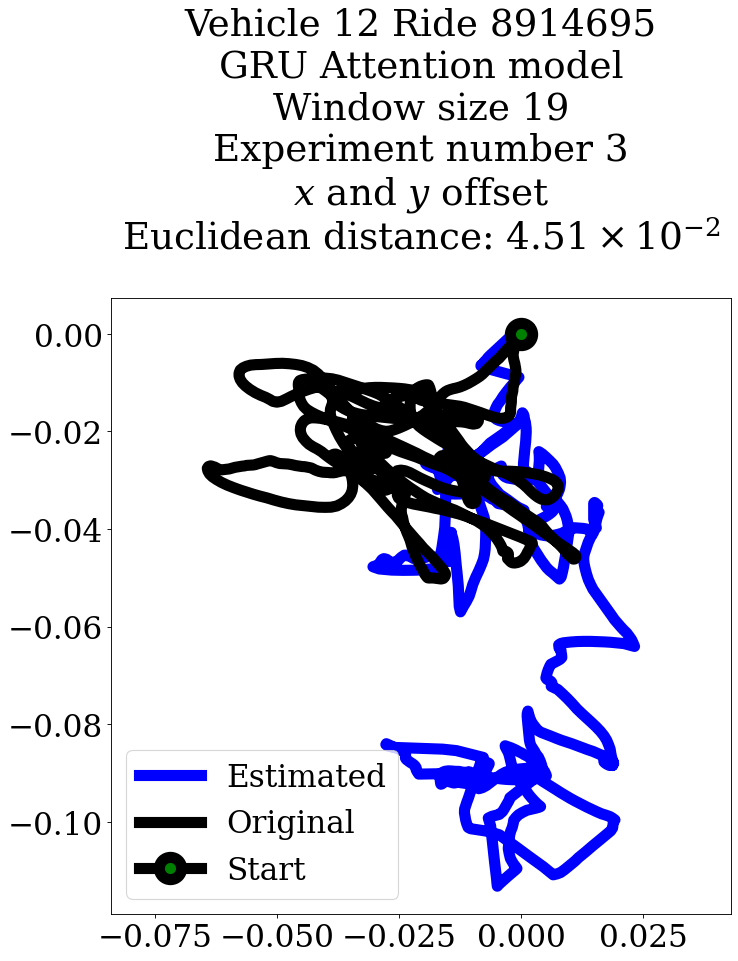 Vehicle 12 Ride 8914695
GRU Attention model
Window size 19
Experiment number 3
x and y offset
Euclidean distance: 4.51 × 10⁻²
0.00
−0.02
−0.04
−0.06
−0.08
−0.10
Estimated
Original
Start
−0.075 −0.050 −0.025 0.000 0.025